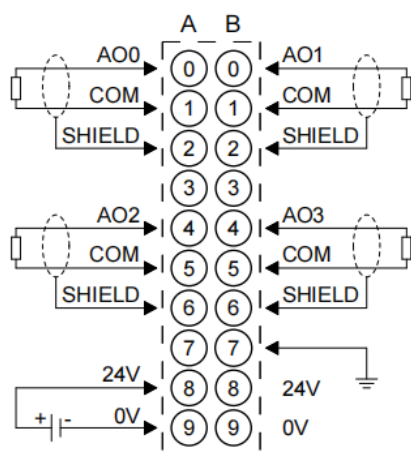 A B
AO0 0 0 AO1
COM 1 1 COM
SHIELD 2 2 SHIELD
3 3
AO2 4 4 AO3
COM 5 5 COM
SHIELD 6 6 SHIELD
7 7
24V 8 8 24V
+ - 0V 9 9 0V